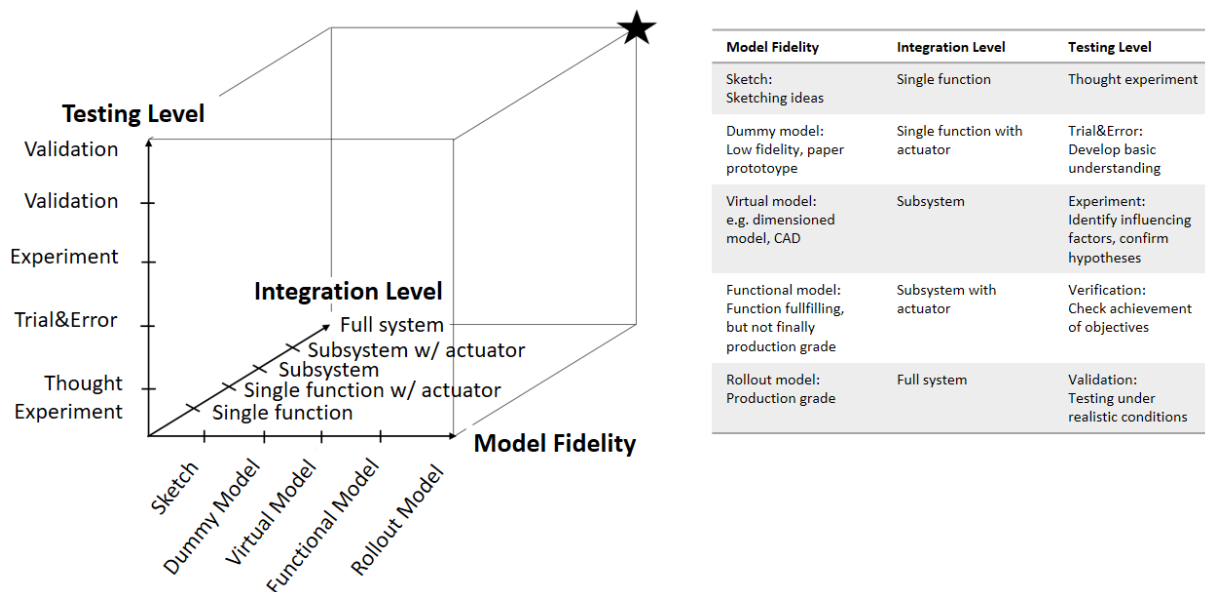 Testing Level
Validation
Validation
Experiment
Trial&Error
Thought
Experiment
Integration Level
Full system
Subsystem w/ actuator
Subsystem
Single function w/ actuator
Single function
Model Fidelity
Sketch
Dummy Model
Virtual Model
Functional Model
Rollout Model
Model Fidelity Integration Level Testing Level
Sketch: Single function Thought experiment
Sketching ideas
Dummy model: Single function with Trial&Error:
Low fidelity, paper actuator Develop basic
prototoype understanding
Virtual model: Subsystem Experiment:
e.g. dimensioned Identify influencing
model, CAD factors, confirm
hypotheses
Functional model: Subsystem with Verification:
Function fullfilling, actuator Check achievement
but not finally of objectives
production grade
Rollout model: Full system Validation:
Production grade Testing under
realistic conditions